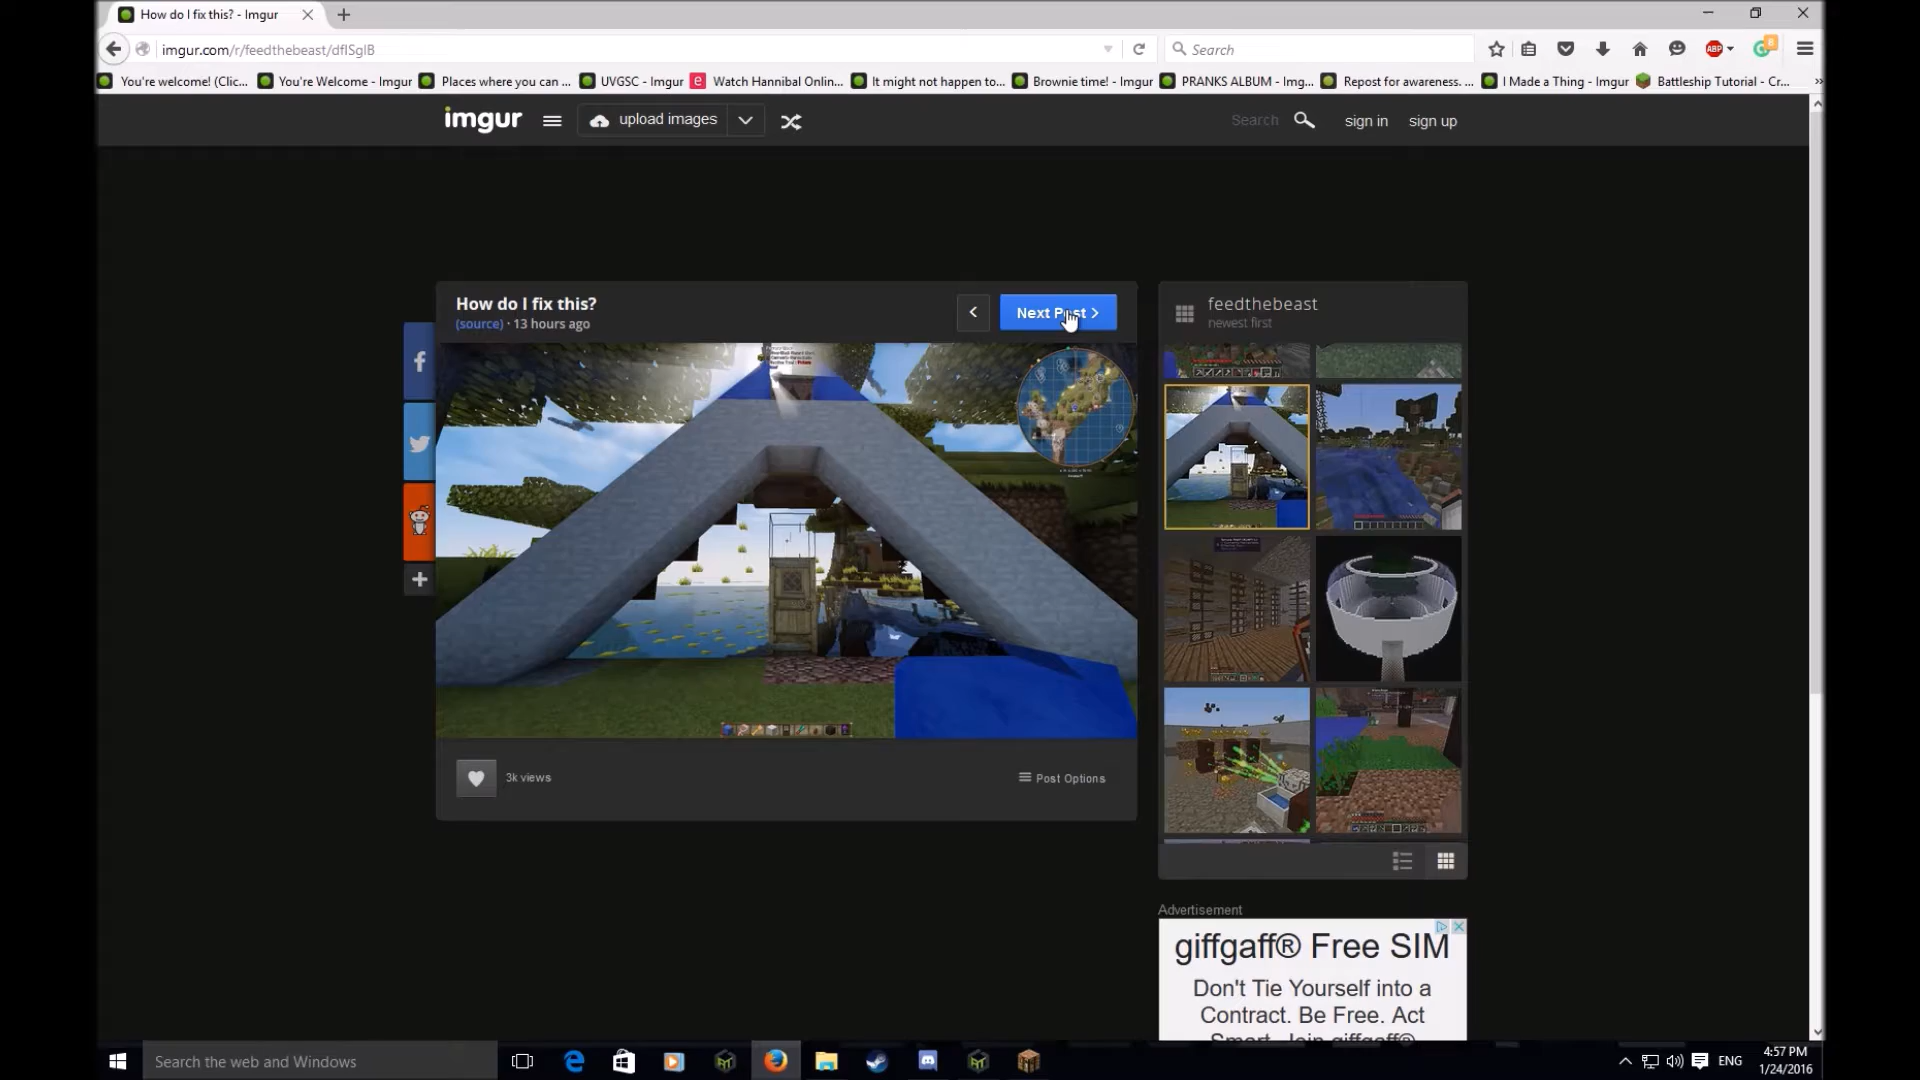 How do I fix this? - Imgur
imgur.com/r/feedthebeast/
Search
You're welcome! (Clic...
You're Welcome - Imgur
Places where you can ...
UVGSC - Imgur
Watch Hannibal Onlin...
It might not happen to...
Brownie time! - Imgur
PRANKS ALBUM - Img...
Repost for awareness. ...
I Made a Thing - Imgur
Battleship Tutorial - Cr...
imgur
upload images
Search
sign in
sign up
How do I fix this?
(source) · 13 hours ago
Next Post >
feedthebeast
newest first
3k views
Post Options
Advertisement
giffgaff® Free SIM
Don't Tie Yourself into a
Contract. Be Free. Act
Smart. Join giffgaff®.
Search the web and Windows
ENG
4:57 PM
1/24/2016
ABP
8